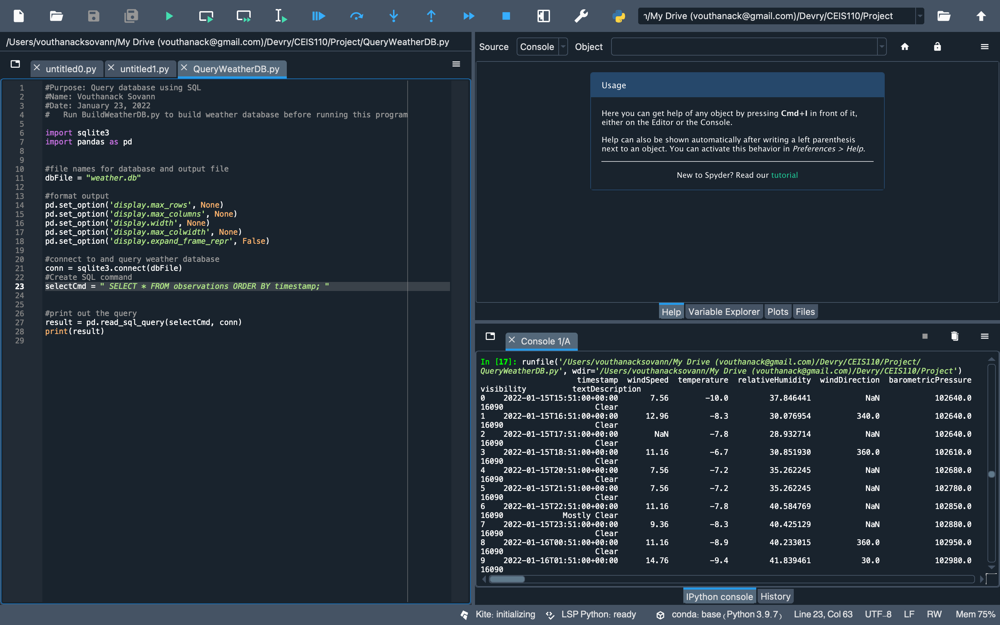 ר/My Drive (vouthanack@gmail.com)/Devry/CEIS110/Project
/Users/vouthanacksovann/My Drive (vouthanack@gmail.com)/Devry/CEIS110/Project/QueryWeatherDB.py
untitled0.py
untitled1.py
QueryWeatherDB.py
1 #Purpose: Query database using SQL
2 #Name: Vouthanack Sovann
3 #Date: January 23, 2022
4 #   Run BuildWeatherDB.py to build weather database before running this program
5
6 import sqlite3
7 import pandas as pd
8
9
10 #file names for database and output file
11 dbFile = "weather.db"
12
13 #format output
14 pd.set_option('display.max_rows', None)
15 pd.set_option('display.max_columns', None)
16 pd.set_option('display.width', None)
17 pd.set_option('display.max_colwidth', None)
18 pd.set_option('display.expand_frame_repr', False)
19
20 #connect to and query weather database
21 conn = sqlite3.connect(dbFile)
22 #Create SQL command
23 selectCmd = " SELECT * FROM observations ORDER BY timestamp; "
24
25
26 #print out the query
27 result = pd.read_sql_query(selectCmd, conn)
28 print(result)
29
Source Console Object
Usage
Here you can get help of any object by pressing Cmd+I in front of it,
either on the Editor or the Console.
Help can also be shown automatically after writing a left parenthesis
next to an object. You can activate this behavior in Preferences > Help.
New to Spyder? Read our tutorial
Help Variable Explorer Plots Files
Console 1/A
In [17]: runfile('/Users/vouthanacksovann/My Drive (vouthanack@gmail.com)/Devry/CEIS110/Project/
QueryWeatherDB.py', wdir='/Users/vouthanacksovann/My Drive (vouthanack@gmail.com)/Devry/CEIS110/Project')
timestamp windSpeed temperature relativeHumidity windDirection barometricPressure
visibility textDescription
0 2022-01-15T15:51:00+00:00 7.56 -10.0 37.846441 NaN 102640.0
16090 Clear
1 2022-01-15T16:51:00+00:00 12.96 -8.3 30.076954 340.0 102640.0
16090 Clear
2 2022-01-15T17:51:00+00:00 NaN -7.8 28.932714 NaN 102640.0
16090 Clear
3 2022-01-15T18:51:00+00:00 11.16 -6.7 30.851930 360.0 102610.0
16090 Clear
4 2022-01-15T20:51:00+00:00 7.56 -7.2 35.262245 NaN 102680.0
16090 Clear
5 2022-01-15T21:51:00+00:00 7.56 -7.2 35.262245 NaN 102780.0
16090 Clear
6 2022-01-15T22:51:00+00:00 11.16 -7.8 40.584769 NaN 102850.0
16090 Mostly Clear
7 2022-01-15T23:51:00+00:00 9.36 -8.3 40.425129 NaN 102880.0
16090 Clear
8 2022-01-16T00:51:00+00:00 11.16 -8.9 40.233015 360.0 102950.0
16090 Clear
9 2022-01-16T01:51:00+00:00 14.76 -9.4 41.839461 30.0 102980.0
16090
IPython console History
Kite: initializing LSP Python: ready conda: base (Python 3.9.7) Line 23, Col 63 UTF-8 LF RW Mem 75%